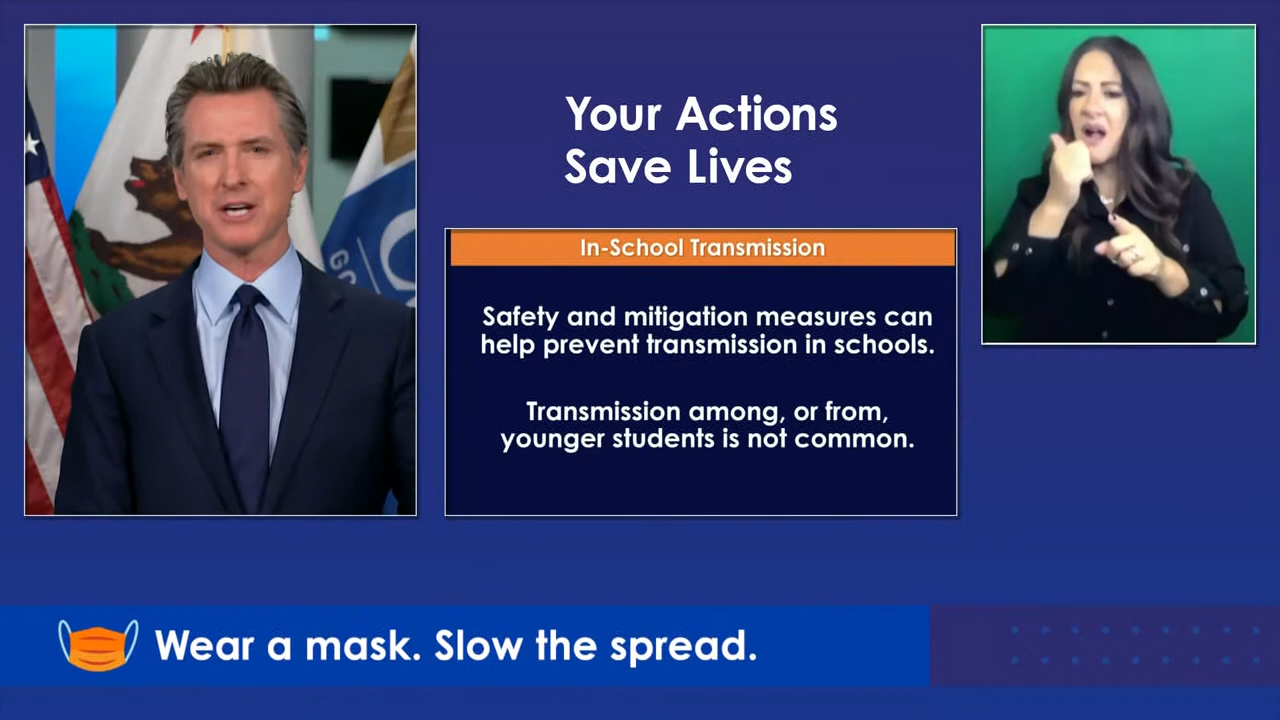 Your Actions
Save Lives
In-School Transmission
Safety and mitigation measures can
help prevent transmission in schools.
Transmission among, or from,
younger students is not common.
Wear a mask. Slow the spread.